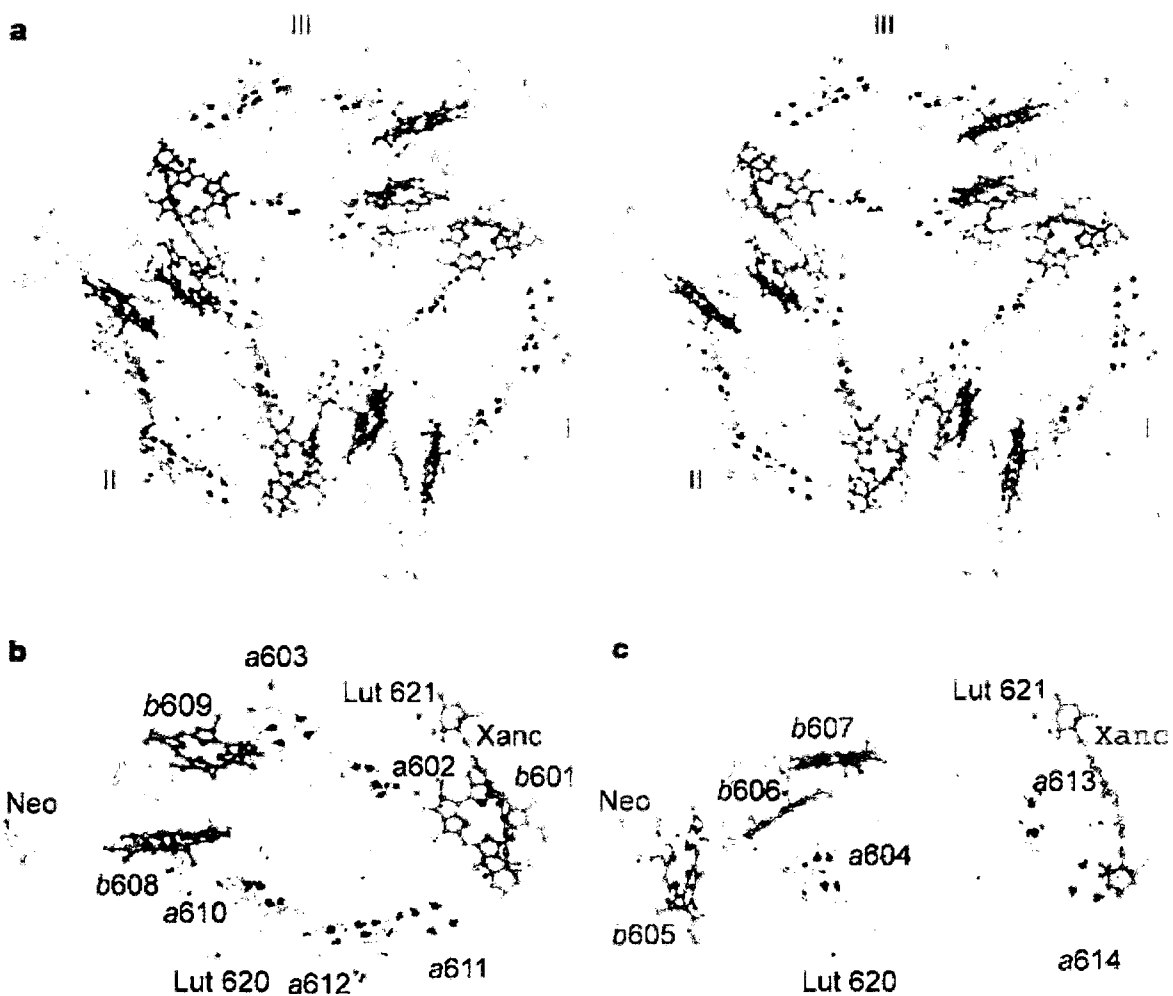 a
III
III
I
I
II
II
b
a603
Lut 621
b609
Xanc
a602
b601
Neo
b608
a610
a611
Lut 620
a612
c
Lut 621
b607
Xanc
a613
b606
Neo
a604
b605
a614
Lut 620